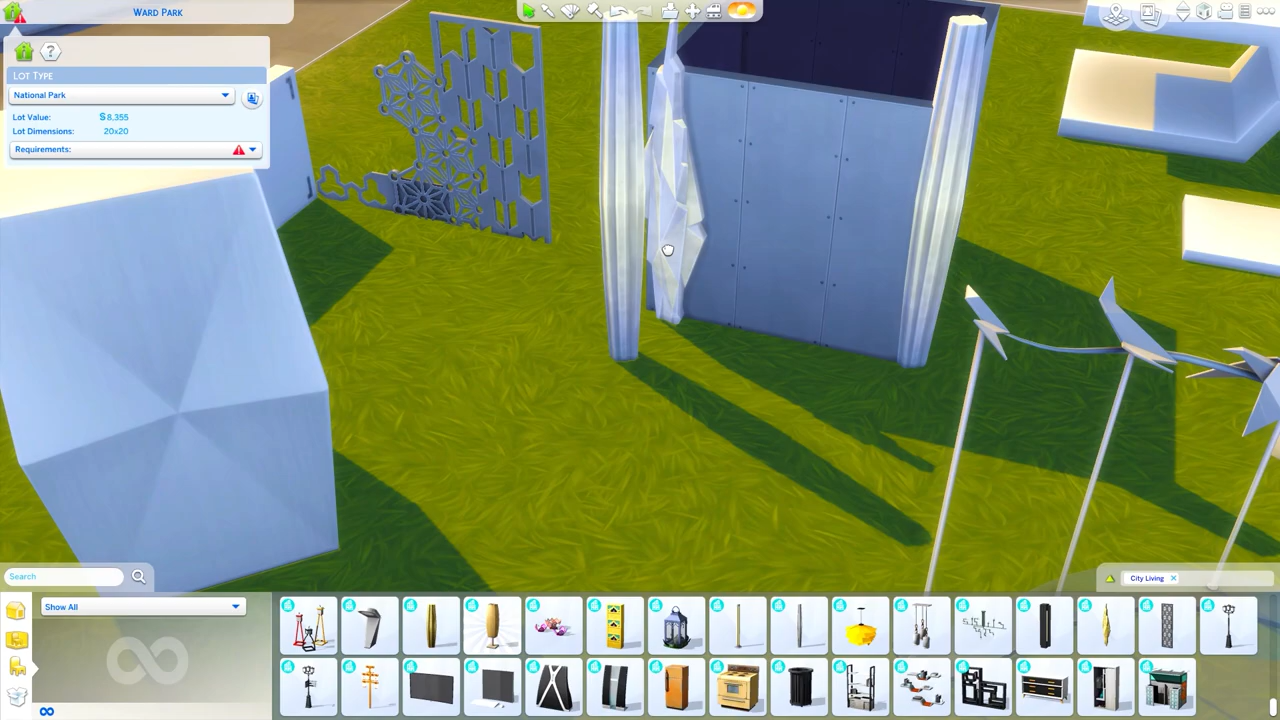 WARD PARK
?
LOT TYPE
National Park
Lot Value: §8,355
Lot Dimensions: 20x20
Requirements:
Search
City Living ✕
Show All